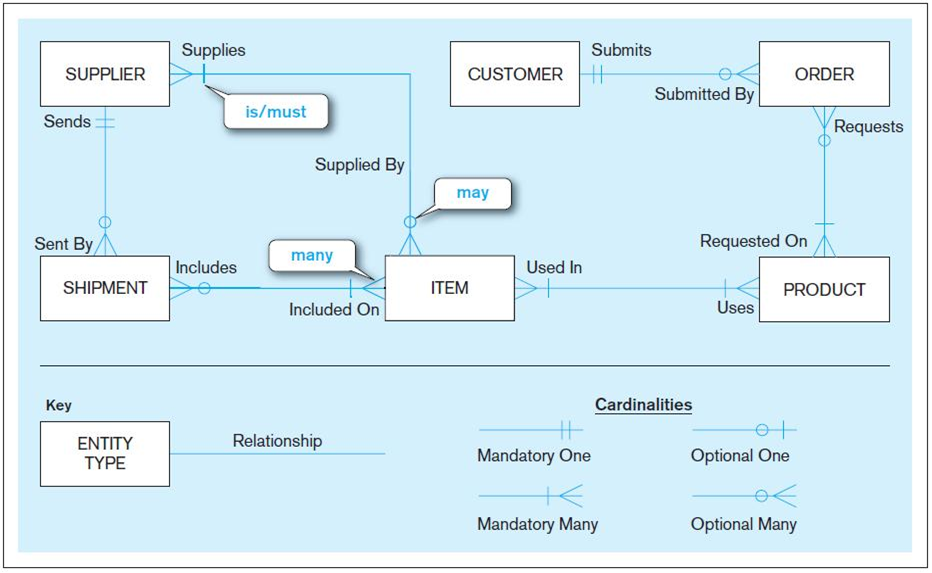 Supplies
Submits
SUPPLIER
CUSTOMER
ORDER
is/must
Submitted By
Sends
Requests
Supplied By
may
Sent By
many
Requested On
Includes
Used In
SHIPMENT
ITEM
PRODUCT
Included On
Uses
Key
Cardinalities
ENTITY
TYPE
Relationship
Mandatory One
Optional One
Mandatory Many
Optional Many